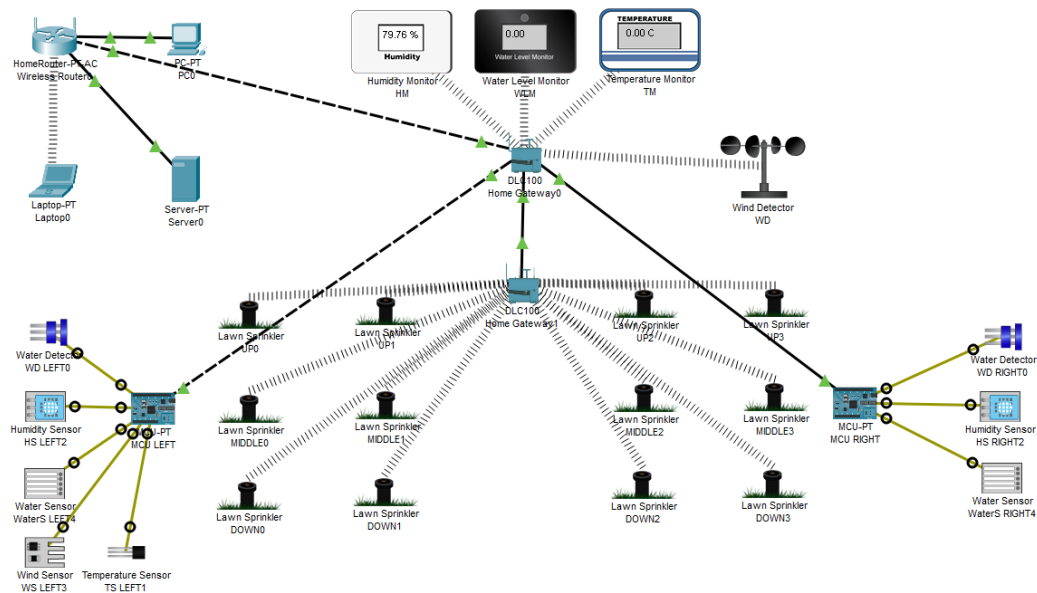 79.76 %
Humidity
0.00
Water Level Monitor
TEMPERATURE
0.00 C
HomeRouter-PT-AC
Wireless Router0
PC-PT
PC0
Humidity Monitor
HM
Water Level Monitor
WLM
Temperature Monitor
TM
Laptop-PT
Laptop0
Server-PT
Server0
DLC100
Home Gateway0
Wind Detector
WD
DLC100
Home Gateway1
Lawn Sprinkler
UP0
Lawn Sprinkler
UP1
Lawn Sprinkler
UP2
Lawn Sprinkler
UP3
Water Detector
WD LEFT0
Water Detector
WD RIGHT0
Humidity Sensor
HS LEFT2
MCU-PT
MCU LEFT
Lawn Sprinkler
MIDDLE0
Lawn Sprinkler
MIDDLE1
Lawn Sprinkler
MIDDLE2
Lawn Sprinkler
MIDDLE3
MCU-PT
MCU RIGHT
Humidity Sensor
HS RIGHT2
Water Sensor
WaterS LEFT4
Lawn Sprinkler
DOWN0
Lawn Sprinkler
DOWN1
Lawn Sprinkler
DOWN2
Lawn Sprinkler
DOWN3
Water Sensor
WaterS RIGHT4
Wind Sensor
WS LEFT3
Temperature Sensor
TS LEFT1